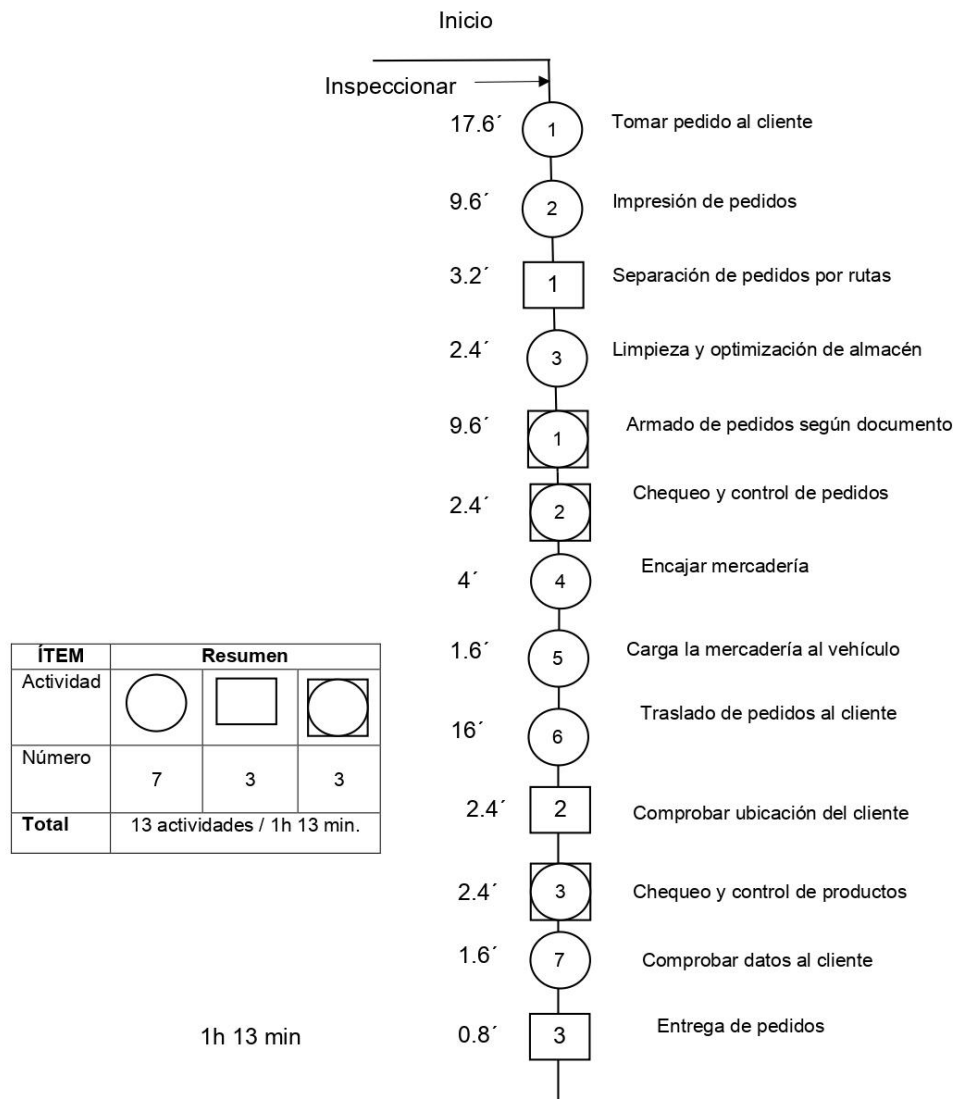 Inicio
Inspeccionar
17.6´ 1 Tomar pedido al cliente
9.6´ 2 Impresión de pedidos
3.2´ 1 Separación de pedidos por rutas
2.4´ 3 Limpieza y optimización de almacén
9.6´ 1 Armado de pedidos según documento
2.4´ 2 Chequeo y control de pedidos
4´ 4 Encajar mercadería
1.6´ 5 Carga la mercadería al vehículo
16´ 6 Traslado de pedidos al cliente
2.4´ 2 Comprobar ubicación del cliente
2.4´ 3 Chequeo y control de productos
1.6´ 7 Comprobar datos al cliente
0.8´ 3 Entrega de pedidos
ÍTEM Resumen
Actividad
Número 7 3 3
Total 13 actividades / 1h 13 min.
1h 13 min